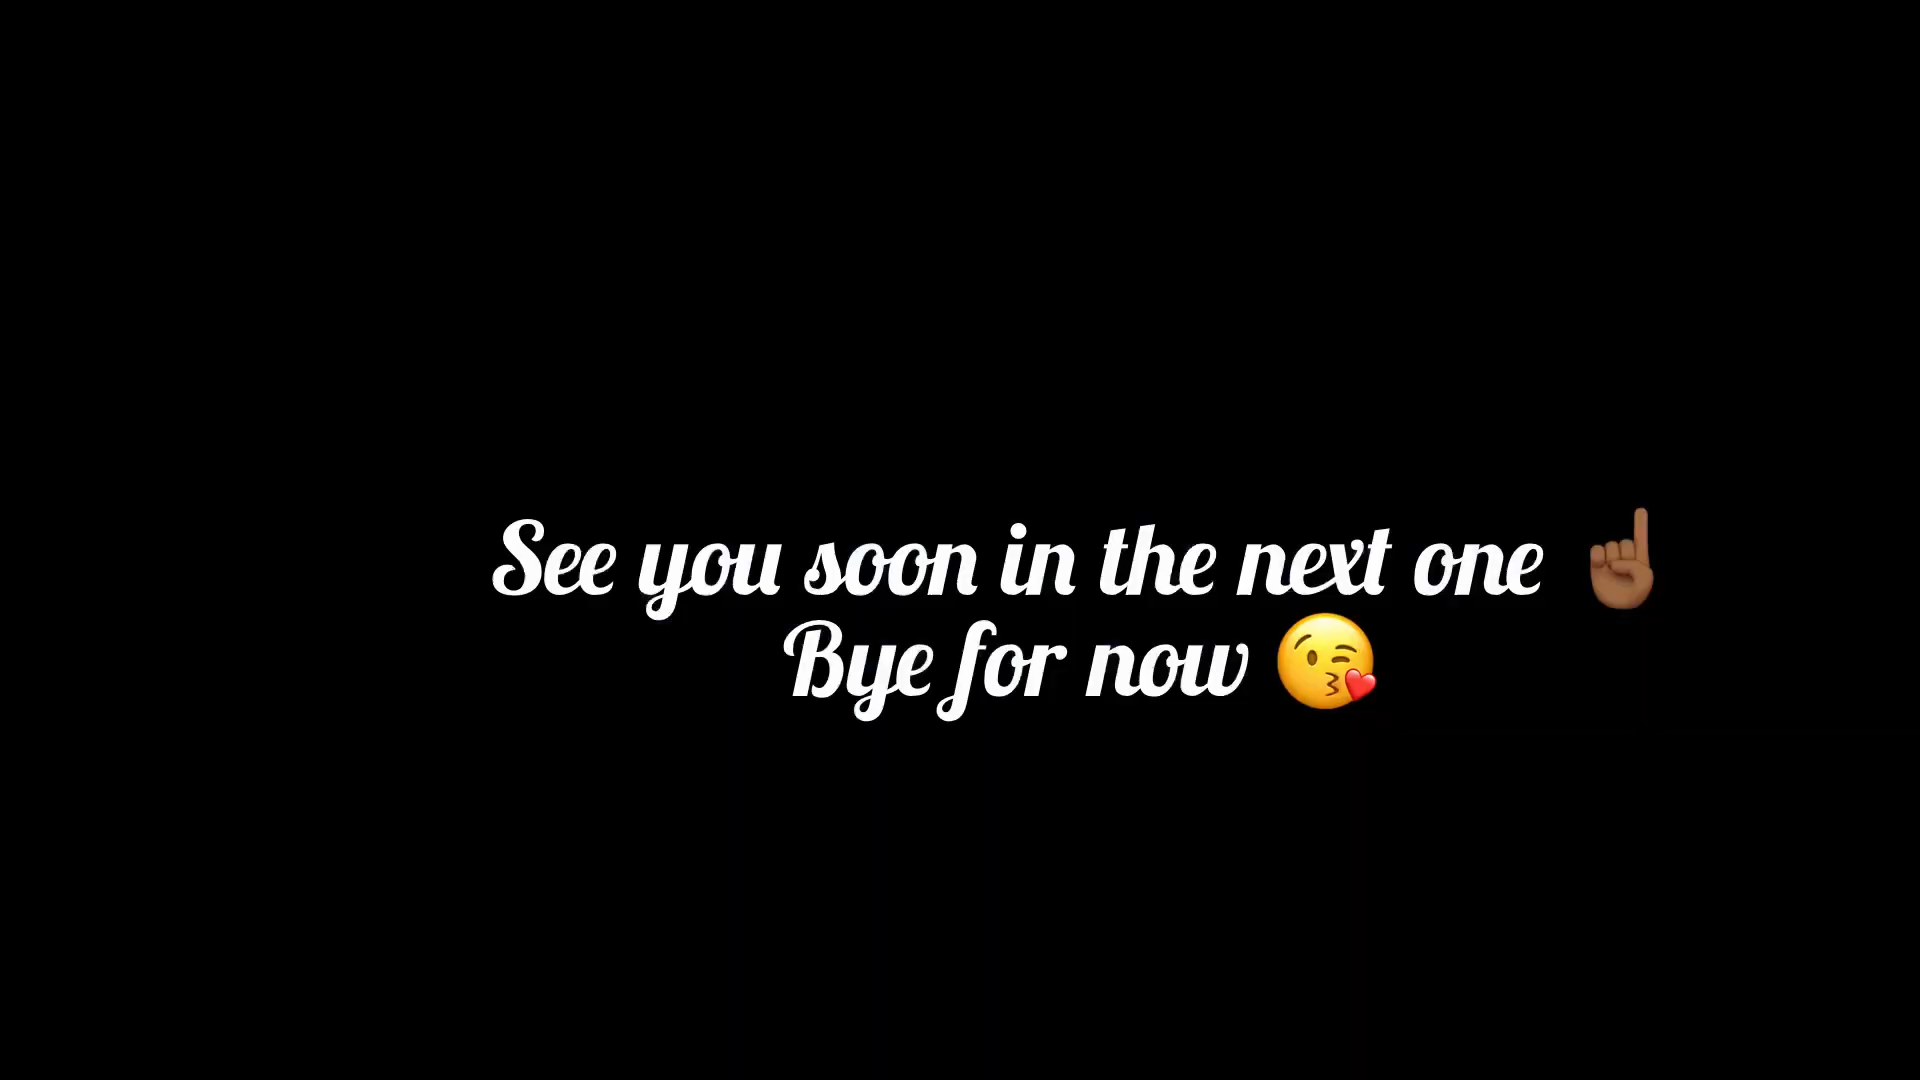 See you soon in the next one ☝🏾
Bye for now 😘